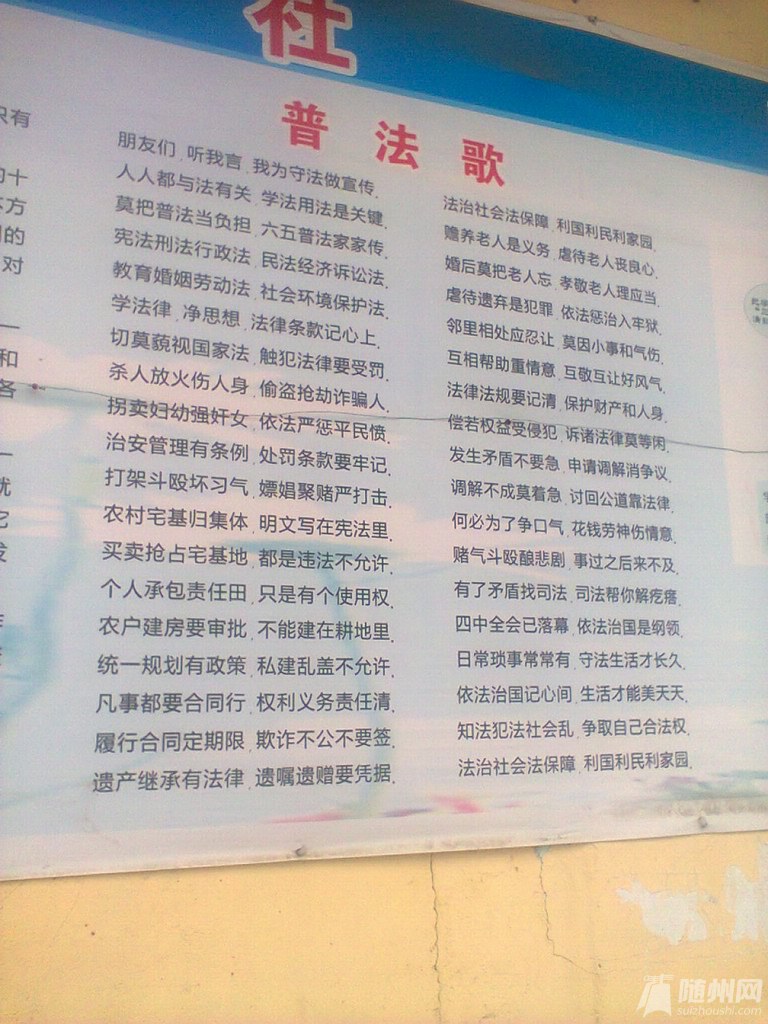 社
普法歌
只有
的十
方
的
对
和
各
就
它
发
朋友们,听我言,我为守法做宣传.
人人都与法有关,学法用法是关键.
莫把普法当负担,六五普法家家传.
宪法刑法行政法,民法经济诉讼法.
教育婚姻劳动法,社会环境保护法.
学法律,净思想,法律条款记心上.
切莫藐视国家法,触犯法律要受罚.
杀人放火伤人身,偷盗抢劫诈骗人.
拐卖妇幼强奸女,依法严惩平民愤.
治安管理有条例,处罚条款要牢记.
打架斗殴坏习气,嫖娼聚赌严打击.
农村宅基归集体,明文写在宪法里.
买卖抢占宅基地,都是违法不允许.
个人承包责任田,只是有个使用权.
农户建房要审批,不能建在耕地里.
统一规划有政策,私建乱盖不允许.
凡事都要合同行,权利义务责任清.
履行合同定期限,欺诈不公不要签.
遗产继承有法律,遗嘱遗赠要凭据.
法治社会法保障,利国利民利家园.
赡养老人是义务,虐待老人丧良心.
婚后莫把老人忘,孝敬老人理应当.
虐待遗弃是犯罪,依法惩治入牢狱.
邻里相处应忍让,莫因小事和气伤.
互相帮助重情意,互敬互让好风气.
法律法规要记清,保护财产和人身.
偿若权益受侵犯,诉诸法律莫等闲.
发生矛盾不要急,申请调解消争议.
调解不成莫着急,讨回公道靠法律.
何必为了争口气,花钱劳神伤情意.
赌气斗殴酿悲剧,事过之后来不及.
有了矛盾找司法,司法帮你解疙瘩.
四中全会已落幕,依法治国是纲领.
日常琐事常常有,守法生活才长久.
依法治国记心间,生活才能美天天.
知法犯法社会乱,争取自己合法权.
法治社会法保障,利国利民利家园.
随州网
suizhoushi.com